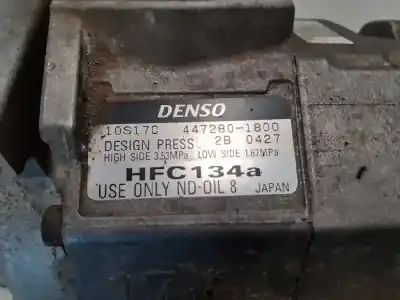 DENSO
10S17C 447280-1800
DESIGN PRESS 2B 0427
HIGH SIDE 3.53MPa LOW SIDE 1.67MPa
HFC134a
USE ONLY ND-OIL 8 JAPAN